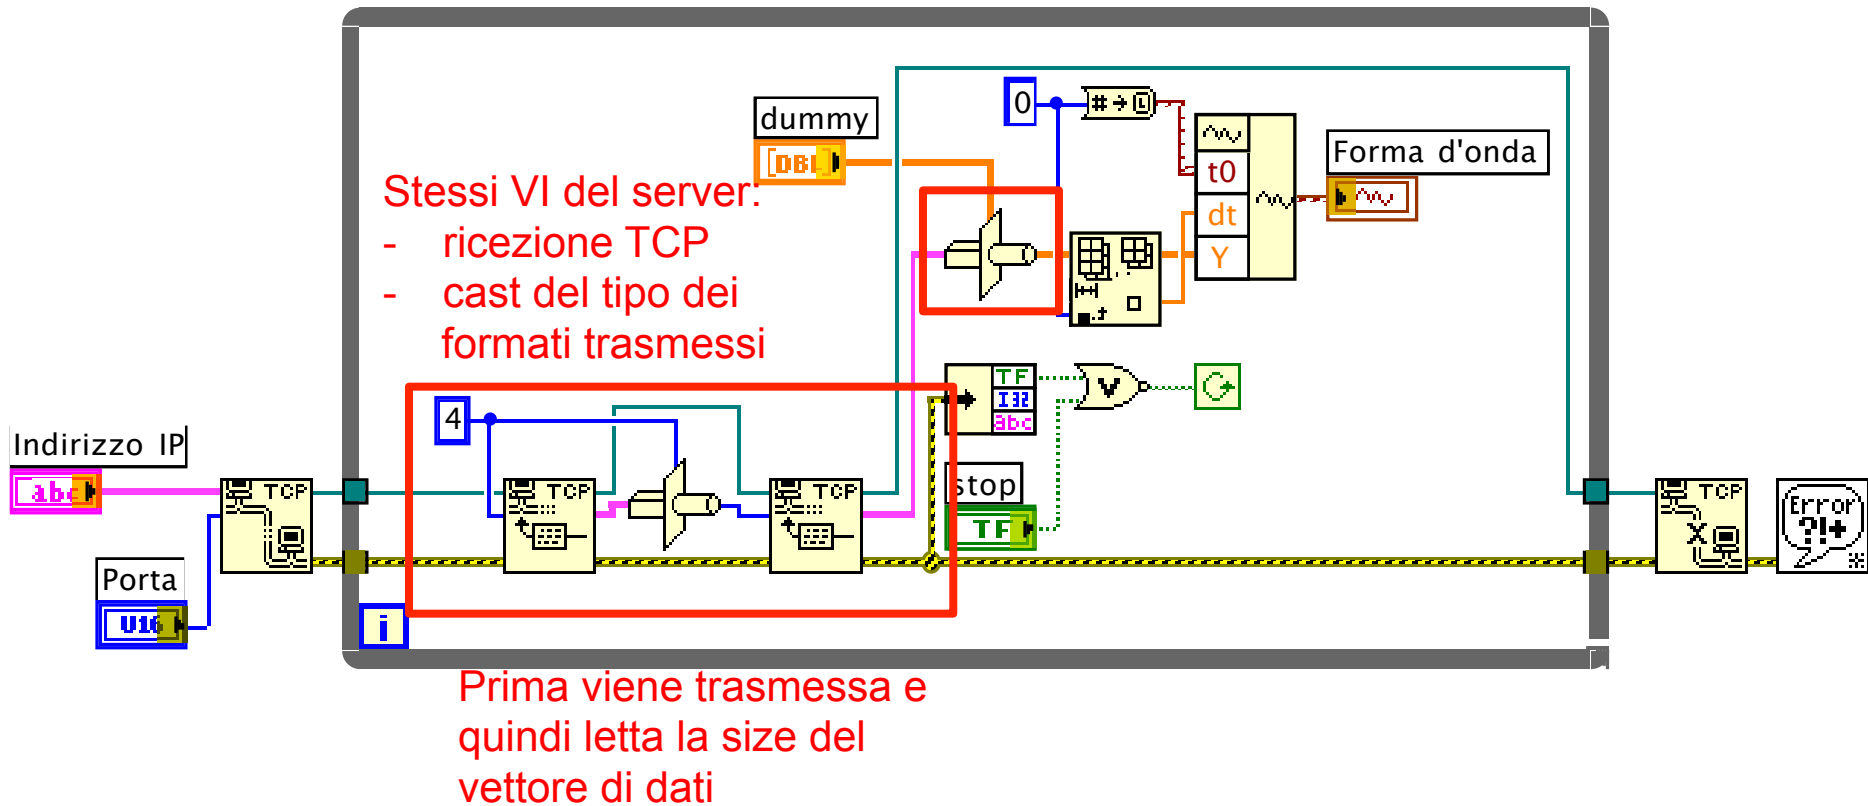 0
dummy
[DBL]
t0
dt
Y
Forma d'onda
Stessi VI del server:
- ricezione TCP
- cast del tipo dei
formati trasmessi
TF
I32
abc
V
4
Indirizzo IP
abc
TCP
TCP
TCP
stop
TF
TCP
Error
?!+
Porta
U16
i
Prima viene trasmessa e
quindi letta la size del
vettore di dati